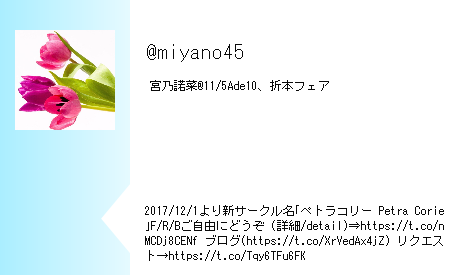 @miyano45
宮乃諾菜@11/5Ade10、折本フェア
2017/12/1より新サークル名｢ペトラコリー Petra Corie
｣F/R/Bご自由にどうぞ（詳細/detail)⇒https://t.co/n
MCDj8CENf ブログ(https://t.co/XrVedAx4jZ) リクエス
ト→https://t.co/Tqy6TFu6FK